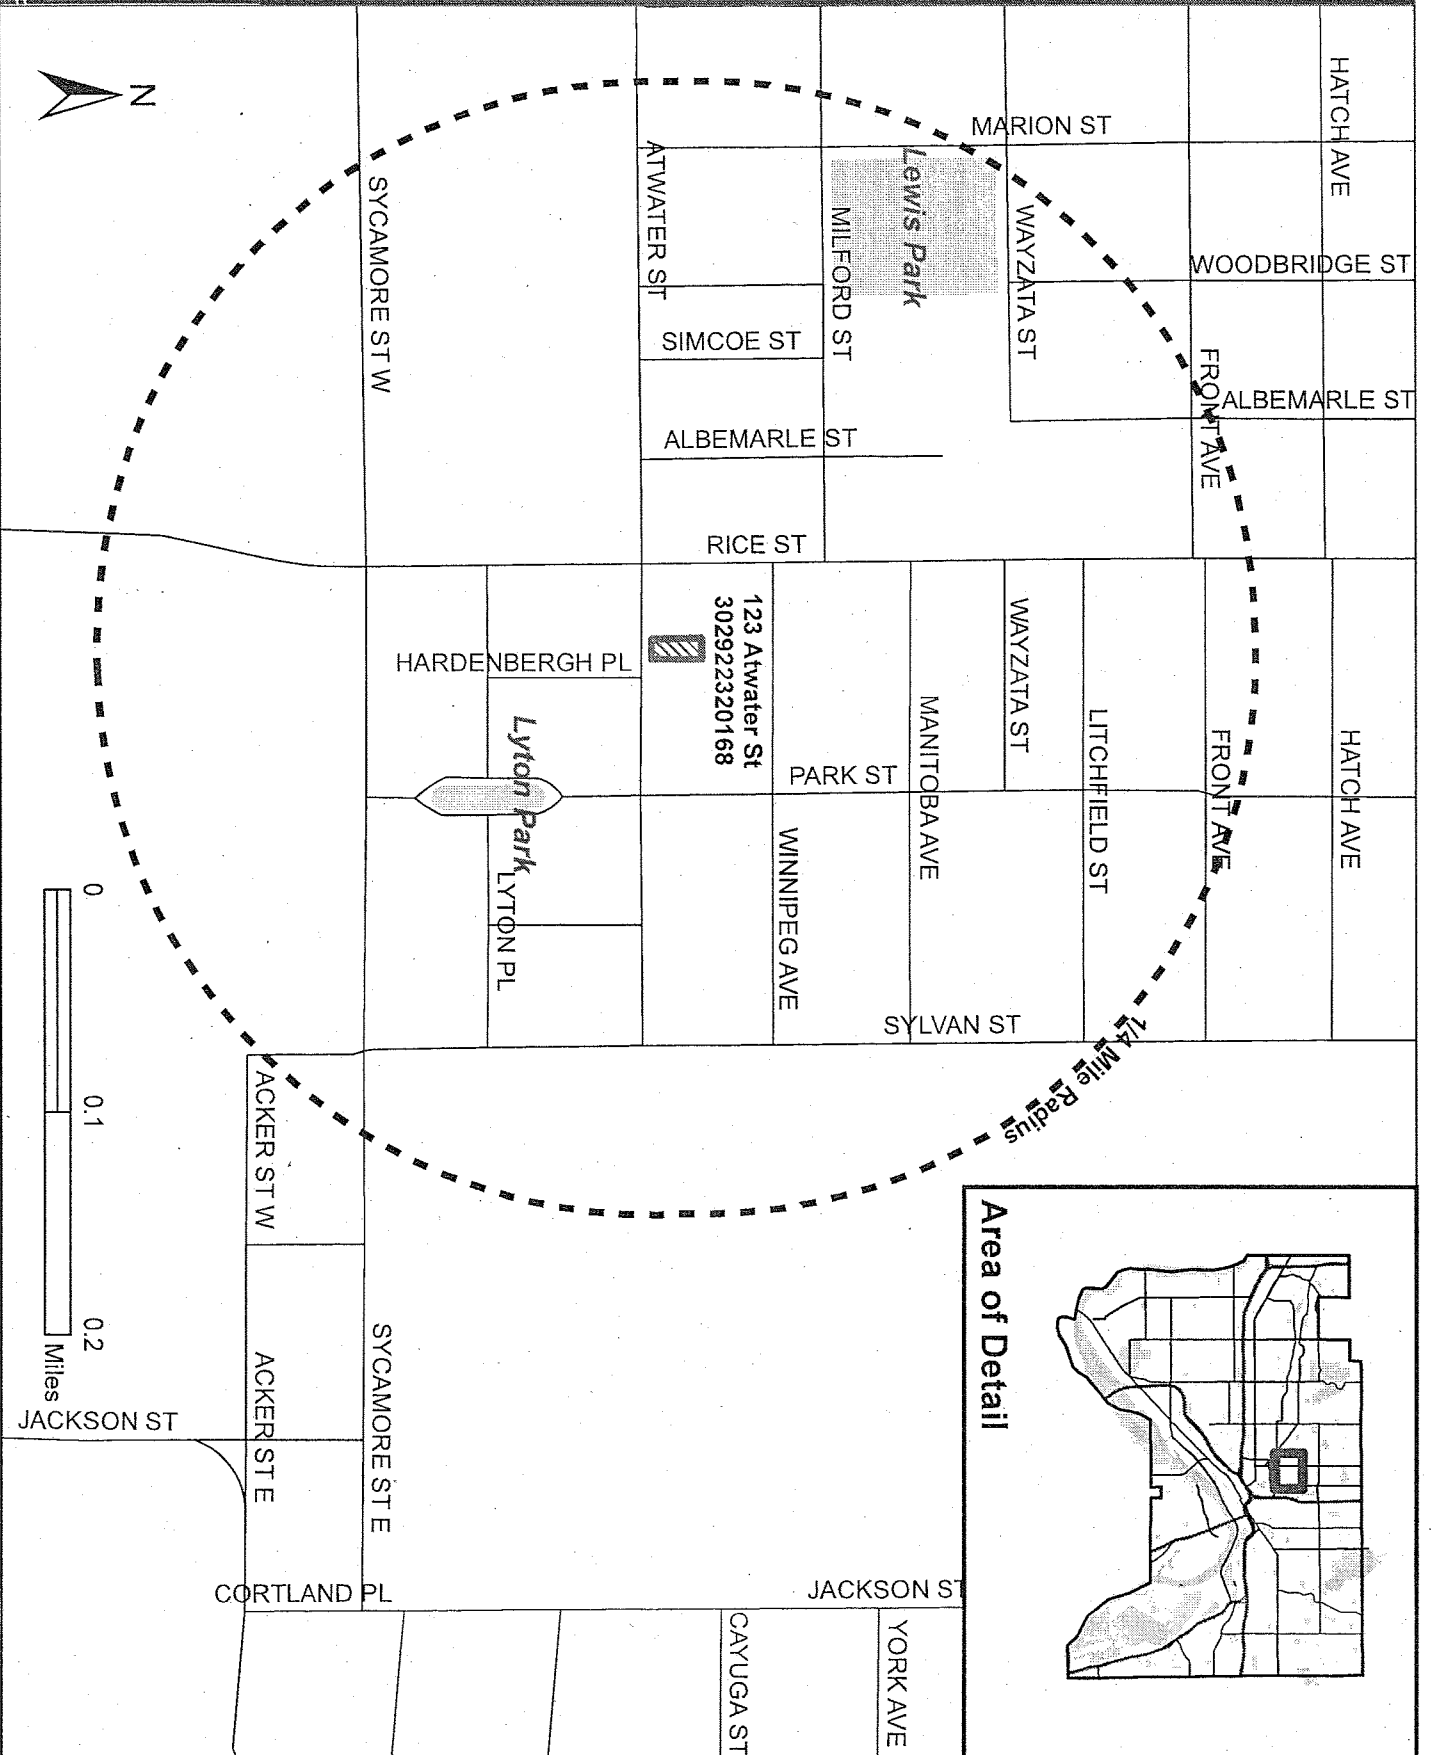 HATCH AVE
MARION ST
N
ATWATER ST
Lewis Park
SYCAMORE ST W
MILFORD ST
WAYZATA ST
WOODBRIDGE ST
SIMCOE ST
FRONT AVE
ALBEMARLE ST
ALBEMARLE ST
RICE ST
123 Atwater St
302922320168
WAYZATA ST
HARDENBERGH PL
MANITOBA AVE
LITCHFIELD ST
FRONT AVE
HATCH AVE
Lyton Park
PARK ST
WINNIPEG AVE
LYTON PL
SYLVAN ST
1/4 Mile Radius
ACKER ST W
0 0.1 0.2
Miles
Area of Detail
SYCAMORE ST E
ACKER ST E
JACKSON ST
CORTLAND PL
JACKSON ST
CAYUGA ST
YORK AVE